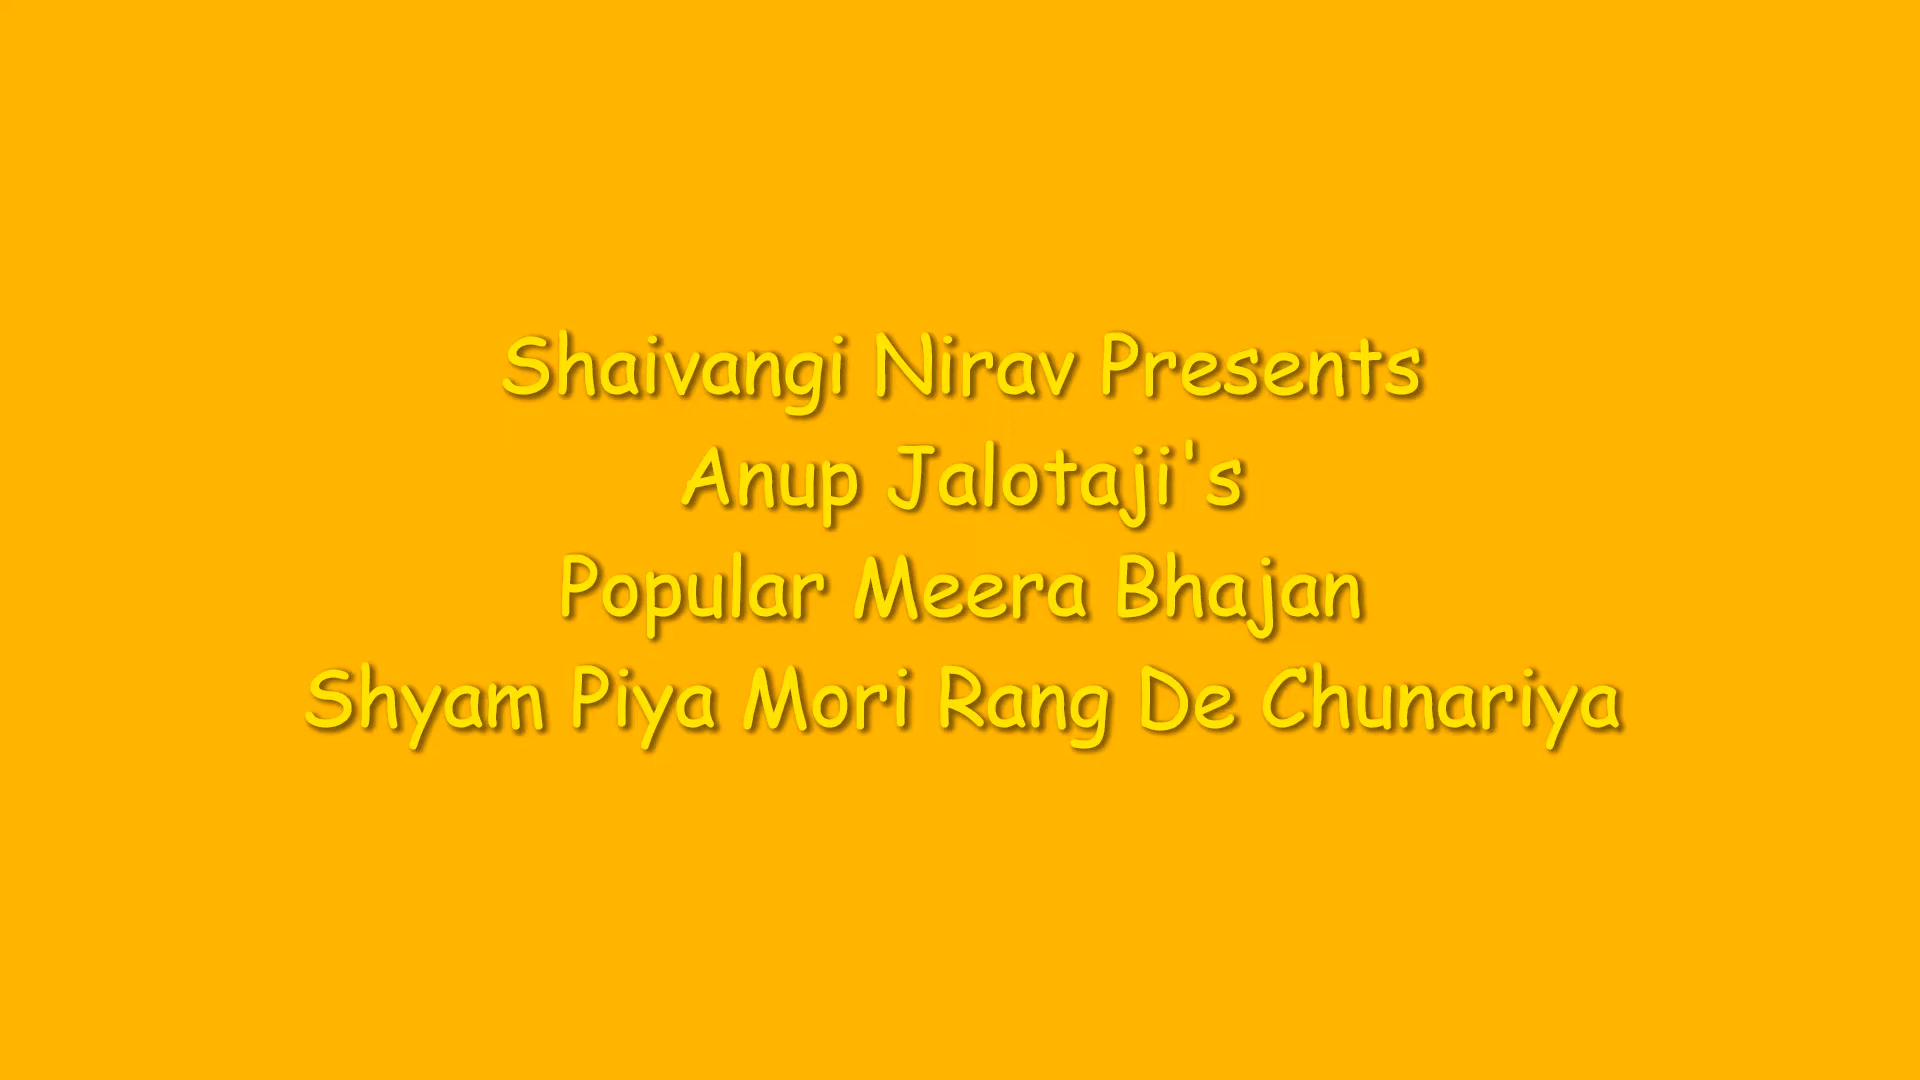 Shaivangi Nirav Presents
Anup Jalotaji's
Popular Meera Bhajan
Shyam Piya Mori Rang De Chunariya